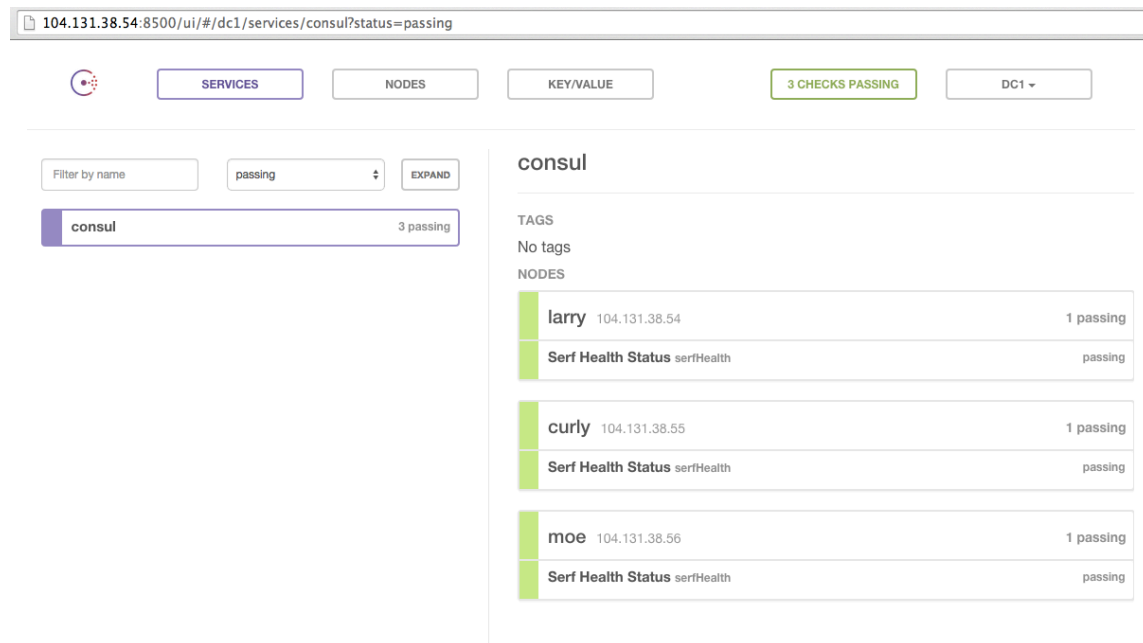 104.131.38.54:8500/ui/#/dc1/services/consul?status=passing
SERVICES NODES KEY/VALUE 3 CHECKS PASSING DC1
Filter by name passing EXPAND
consul 3 passing
consul
TAGS
No tags
NODES
larry 104.131.38.54 1 passing
Serf Health Status serfHealth passing
curly 104.131.38.55 1 passing
Serf Health Status serfHealth passing
moe 104.131.38.56 1 passing
Serf Health Status serfHealth passing